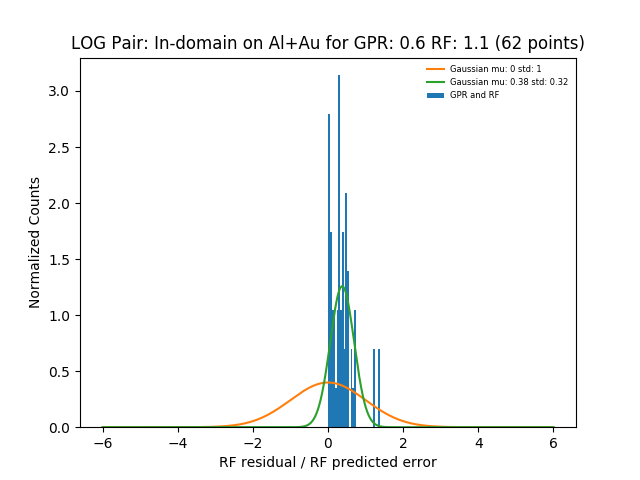 LOG Pair: In-domain on Al+Au for GPR: 0.6 RF: 1.1 (62 points)
Gaussian mu: 0 std: 1
Gaussian mu: 0.38 std: 0.32
GPR and RF
Normalized Counts
3.0
2.5
2.0
1.5
1.0
0.5
0.0
−6 −4 −2 0 2 4 6
RF residual / RF predicted error